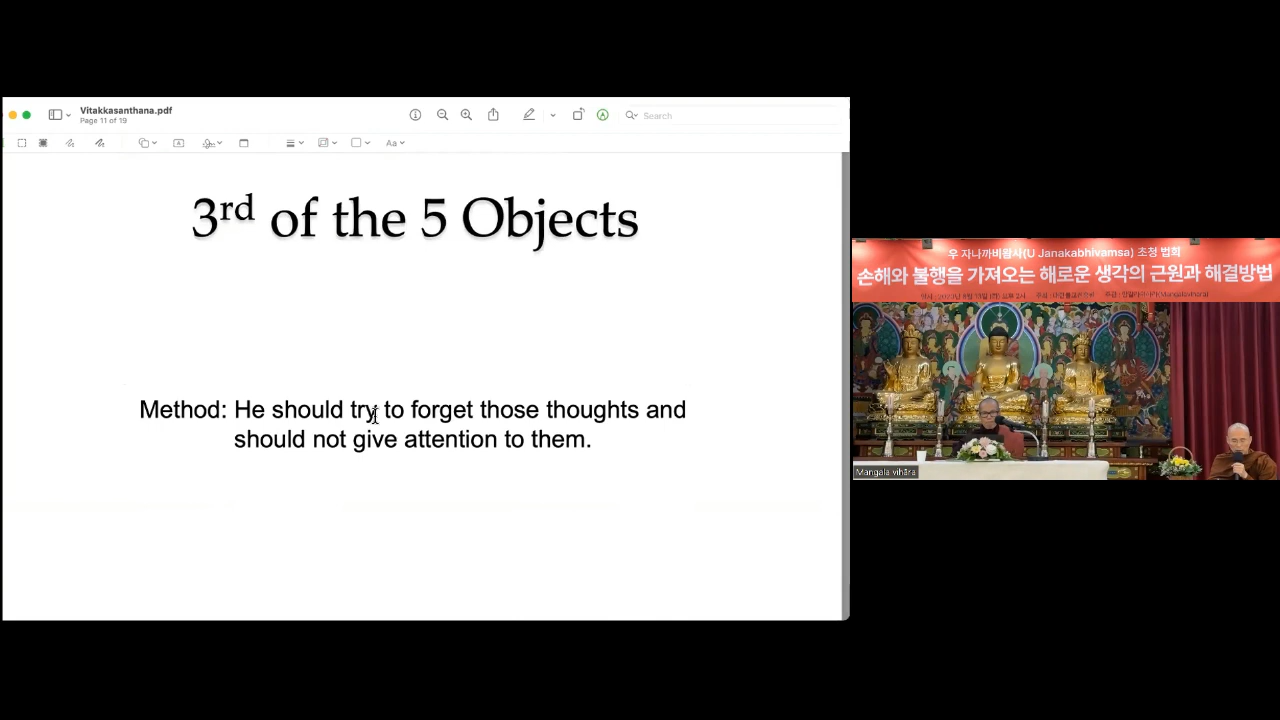 Vitakkasanthana.pdf
Page 11 of 19
Search
Aa
3rd of the 5 Objects
Method: He should try to forget those thoughts and
should not give attention to them.
우 자나까비왐사(U Janakabhivamsa) 초청 법회
손해와 불행을 가져오는 해로운 생각의 근원과 해결방법
Mangala vihāra